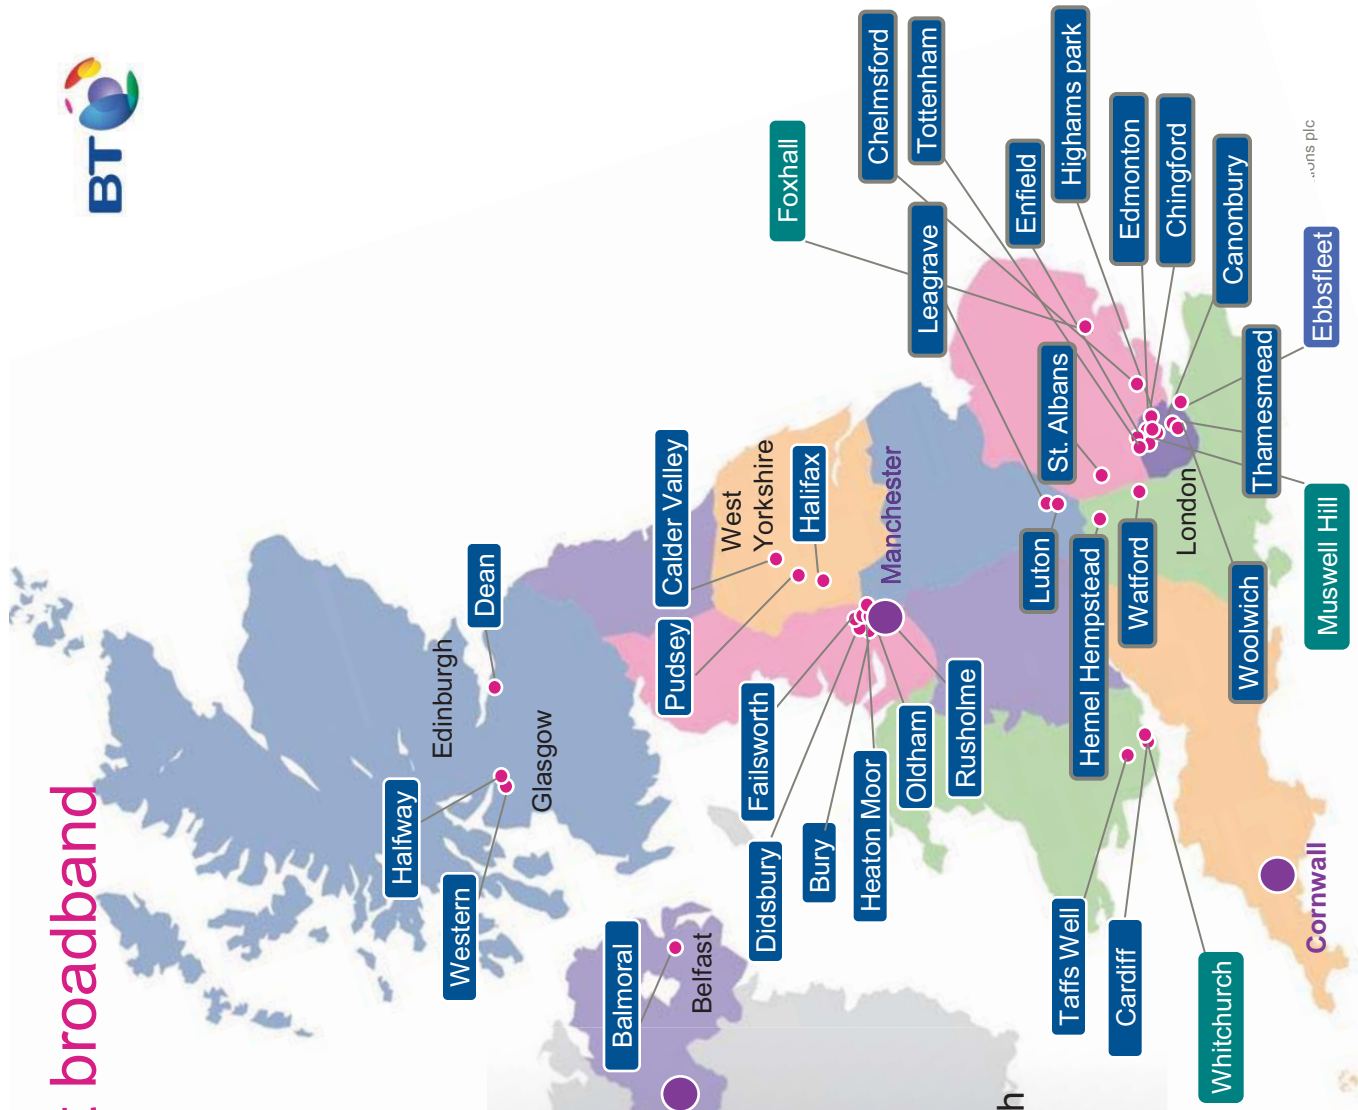 BT
broadband
Halfway
Western
Edinburgh
Glasgow
Dean
Balmoral
Belfast
Calder Valley
Pudsey
West
Yorkshire
Halifax
Failsworth
Didsbury
Bury
Heaton Moor
Oldham
Rusholme
Manchester
Foxhall
Chelmsford
Tottenham
Leagrave
Enfield
Highams park
Edmonton
Chingford
Canonbury
Ebbsfleet
Thamesmead
St. Albans
Luton
Hemel Hempstead
Watford
London
Woolwich
Muswell Hill
Taffs Well
Cardiff
Whitchurch
Cornwall
plc
h